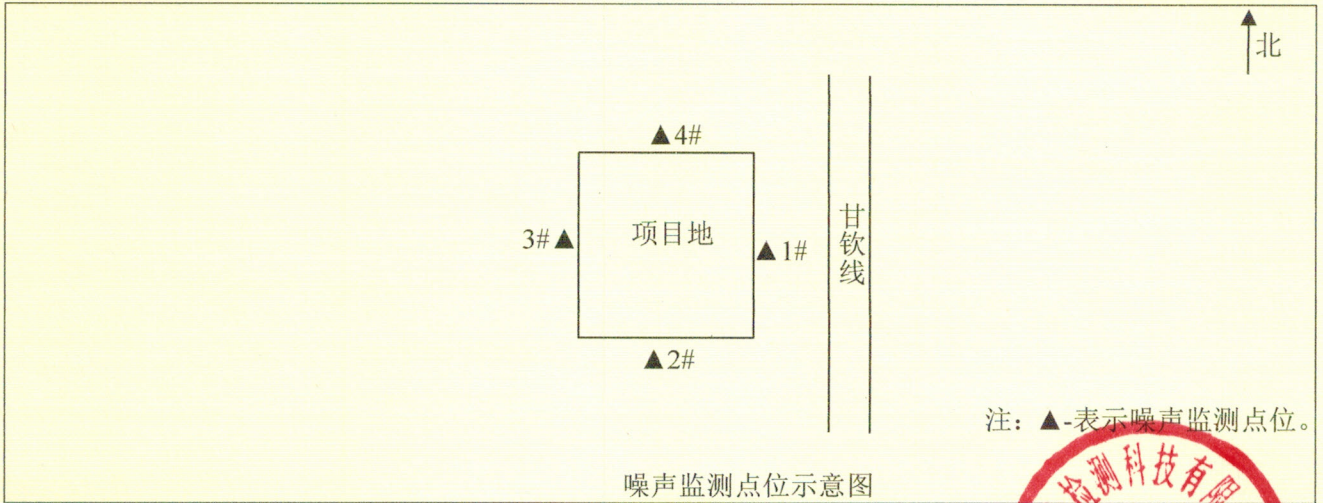 北
▲4#
3#▲
项目地
▲1#
甘钦线
▲2#
注：▲-表示噪声监测点位。
噪声监测点位示意图
检测科技有限